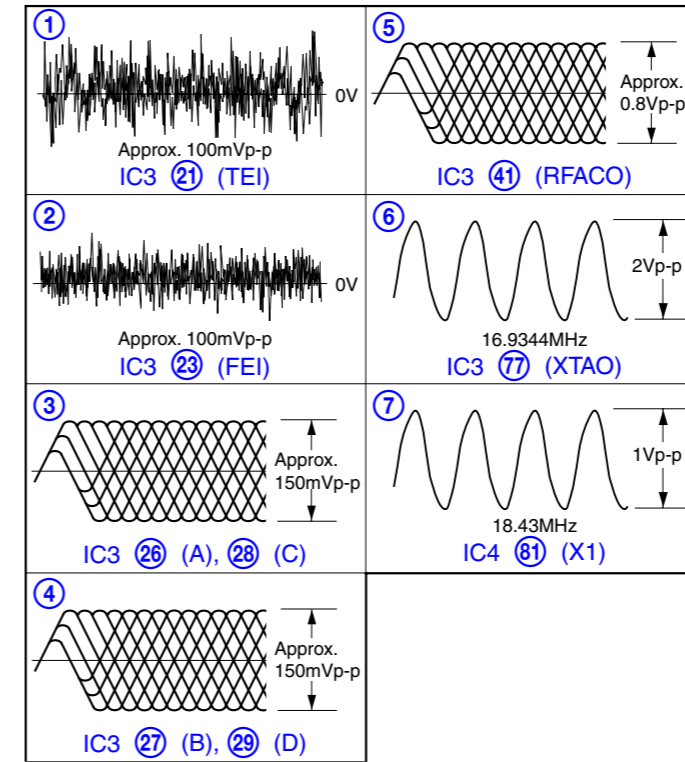 ①
0V
Approx. 100mVp-p
IC3 ㉑ (TEI)
②
0V
Approx. 100mVp-p
IC3 ㉓ (FEI)
③
Approx.
150mVp-p
IC3 ㉖ (A), ㉘ (C)
④
Approx.
150mVp-p
IC3 ㉗ (B), ㉙ (D)
⑤
Approx.
0.8Vp-p
IC3 ㊶ (RFACO)
⑥
2Vp-p
16.9344MHz
IC3 77 (XTAO)
⑦
1Vp-p
18.43MHz
IC4 81 (X1)